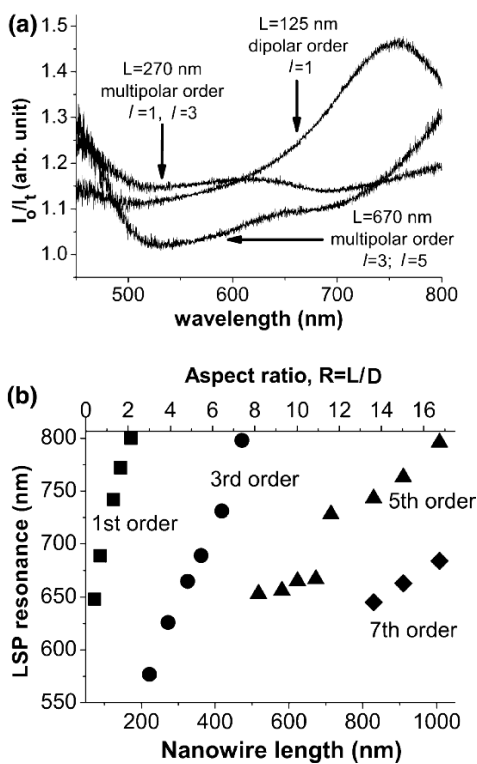 (a)
1.5
1.4
1.3
1.2
1.1
1.0
I₀/Iₜ (arb. unit)
L=270 nm
multipolar order
l=1, l=3
L=125 nm
dipolar order
l=1
L=670 nm
multipolar order
l=3; l=5
500 600 700 800
wavelength (nm)
(b)
Aspect ratio, R=L/D
0 2 4 6 8 10 12 14 16
800
750
700
650
600
550
LSP resonance (nm)
1st order
3rd order
5th order
7th order
200 400 600 800 1000
Nanowire length (nm)